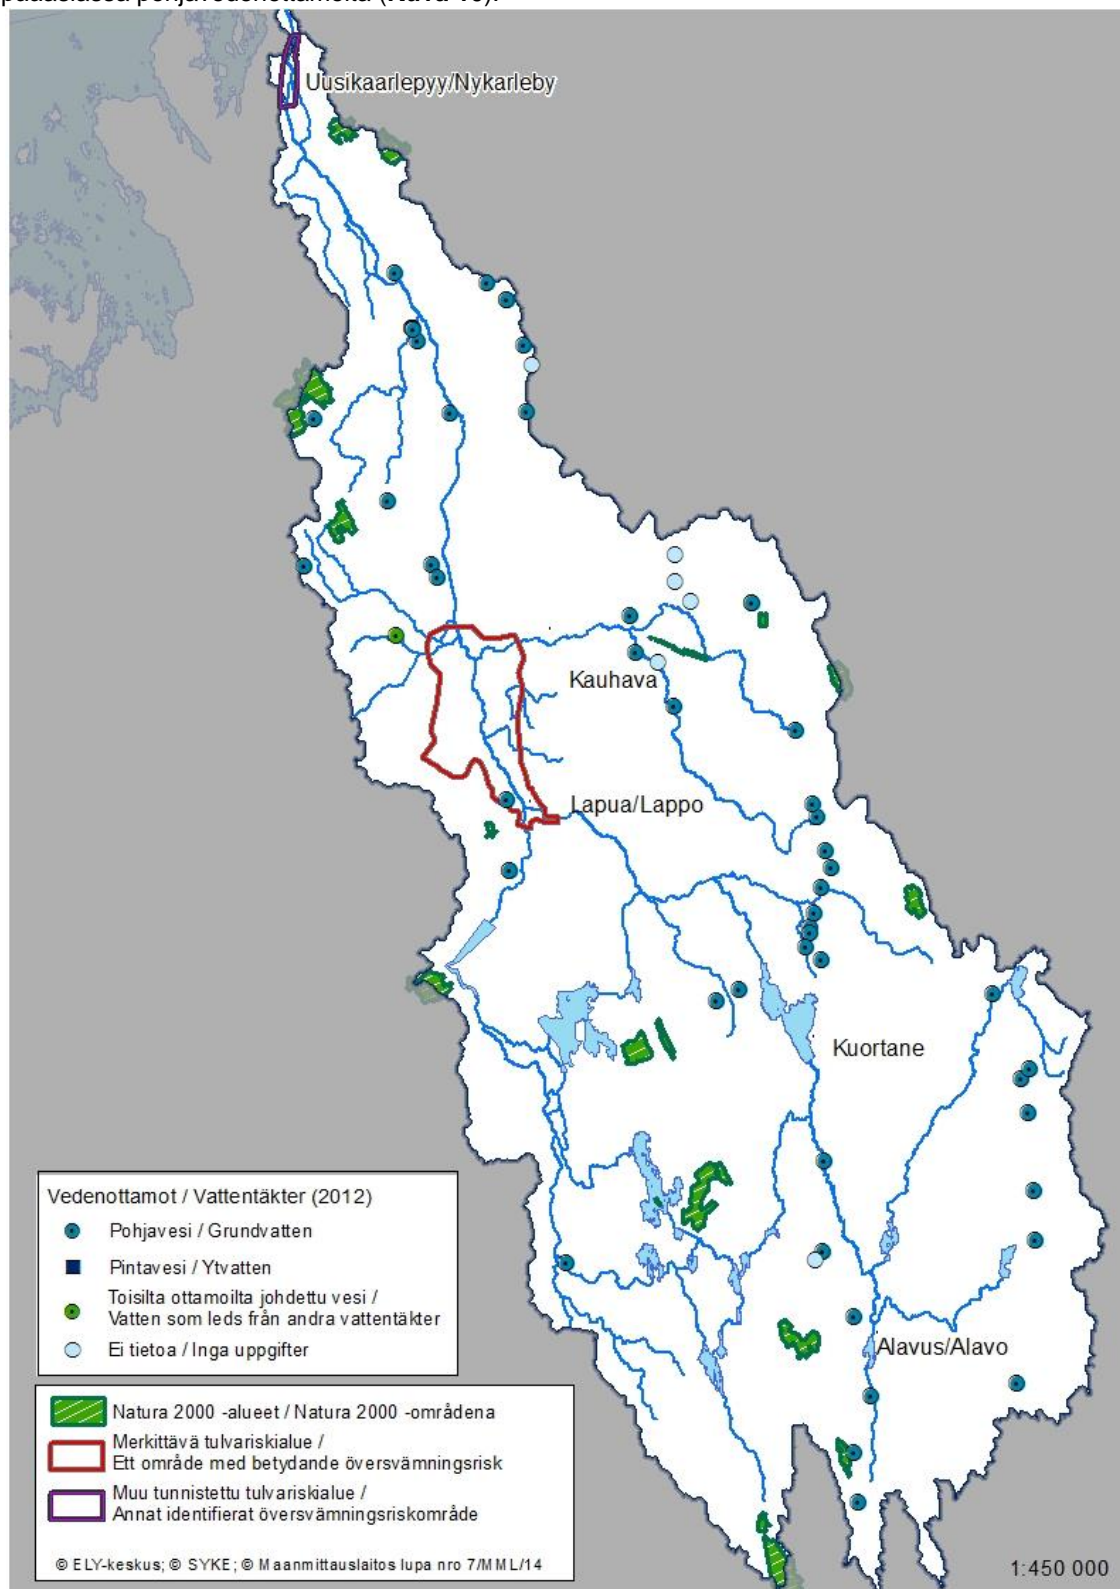 Uusikaarlepyy/Nykarleby
Kauhava
Lapua/Lappo
Kuortane
Alavus/Alavo
Vedenottamot / Vattentäkter (2012)
Pohjavesi / Grundvatten
Pintavesi / Ytvatten
Toisilta ottamoilta johdettu vesi /
Vatten som leds från andra vattentäkter
Ei tietoa / Inga uppgifter
Natura 2000 -alueet / Natura 2000 -områdena
Merkittävä tulvariskialue /
Ett område med betydande översvämningsrisk
Muu tunnistettu tulvariskialue /
Annat identifierat översvämningsriskområde
© ELY-keskus; © SYKE; © Maanmittauslaitos lupa nro 7/MML/14
1:450 000